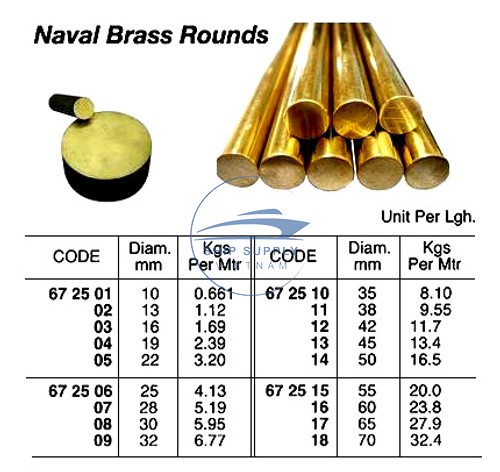 Naval Brass Rounds
Unit Per Lgh.
CODE Diam. mm Kgs Per Mtr CODE Diam. mm Kgs Per Mtr
67 25 01 10 0.661 67 25 10 35 8.10
02 13 1.12 11 38 9.55
03 16 1.69 12 42 11.7
04 19 2.39 13 45 13.4
05 22 3.20 14 50 16.5
67 25 06 25 4.13 67 25 15 55 20.0
07 28 5.19 16 60 23.8
08 30 5.95 17 65 27.9
09 32 6.77 18 70 32.4
SHIP SUPPLY
VIETNAM